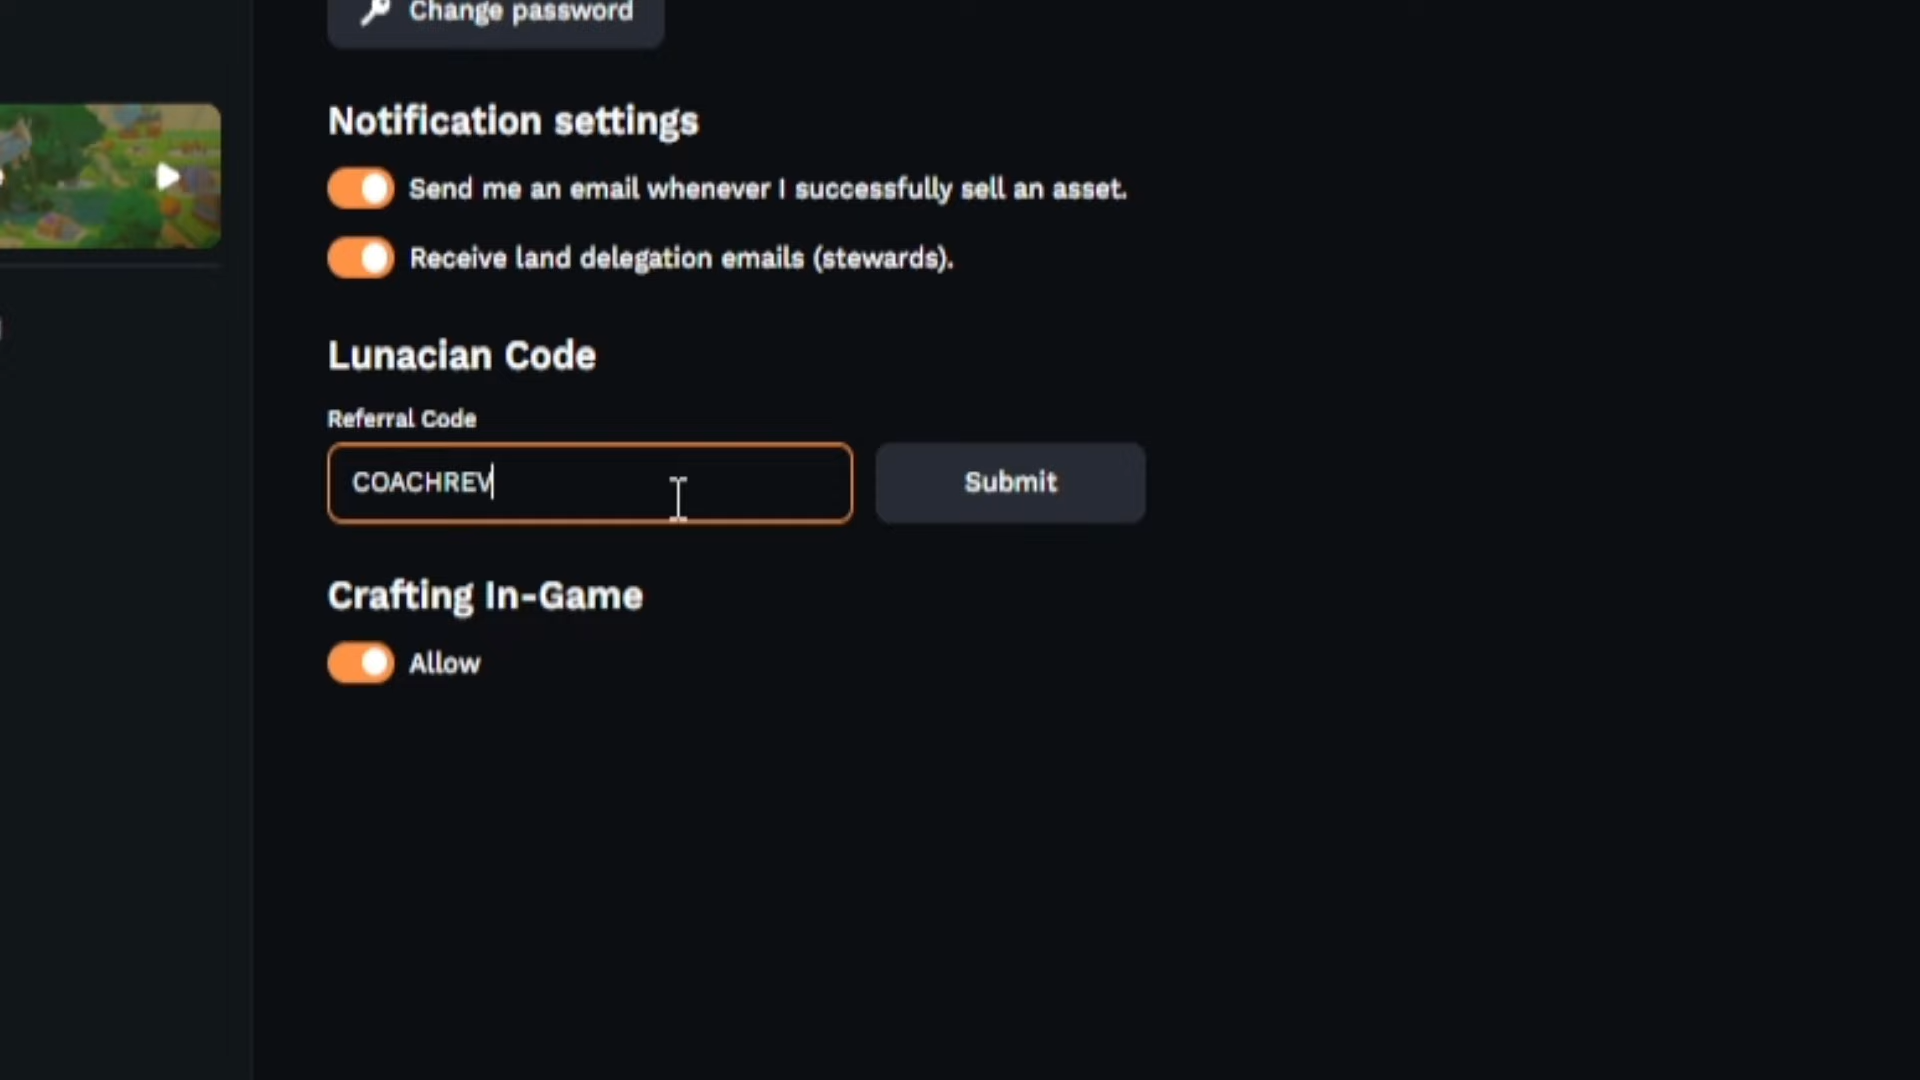 Change password
Notification settings
Send me an email whenever I successfully sell an asset.
Receive land delegation emails (stewards).
Lunacian Code
Referral Code
COACHREV
Submit
Crafting In-Game
Allow